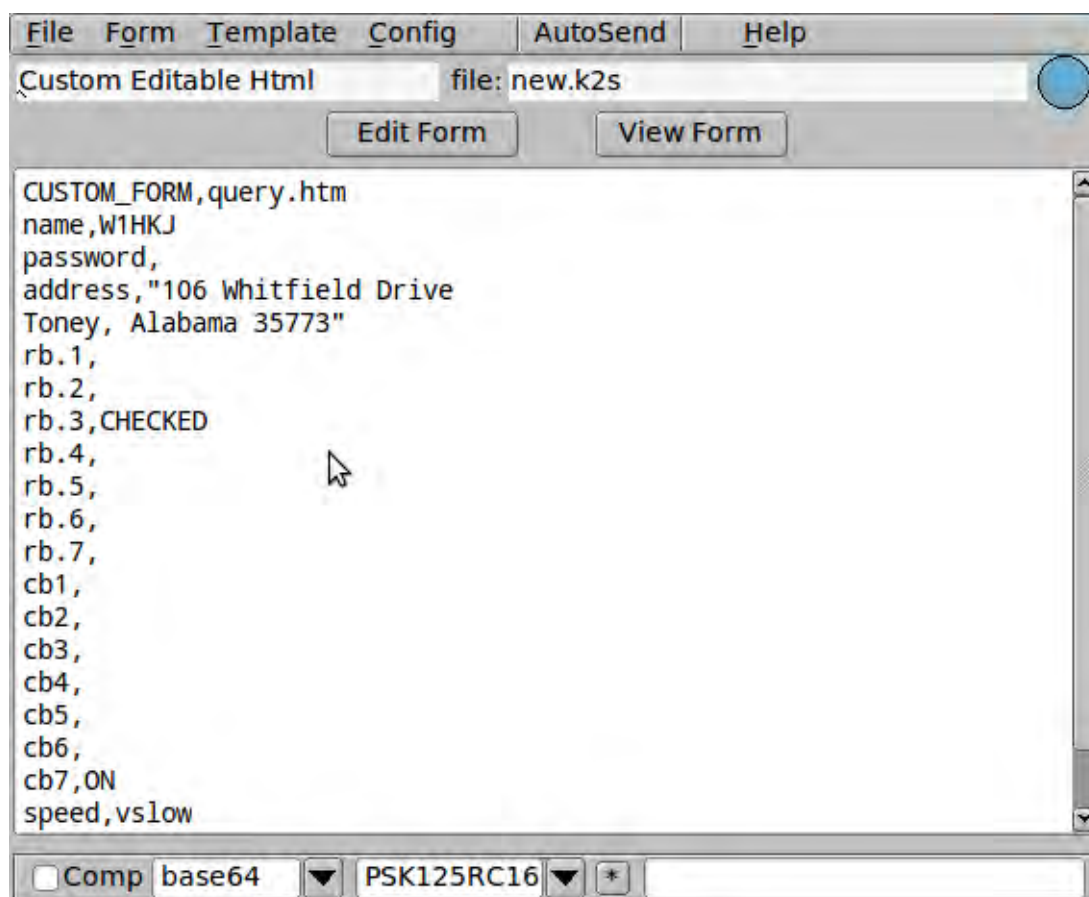 File Form Template Config AutoSend Help
Custom Editable Html file: new.k2s
Edit Form View Form
CUSTOM_FORM,query.htm
name,W1HKJ
password,
address,"106 Whitfield Drive
Toney, Alabama 35773"
rb.1,
rb.2,
rb.3,CHECKED
rb.4,
rb.5,
rb.6,
rb.7,
cb1,
cb2,
cb3,
cb4,
cb5,
cb6,
cb7,ON
speed,vslow
Comp base64 PSK125RC16 *